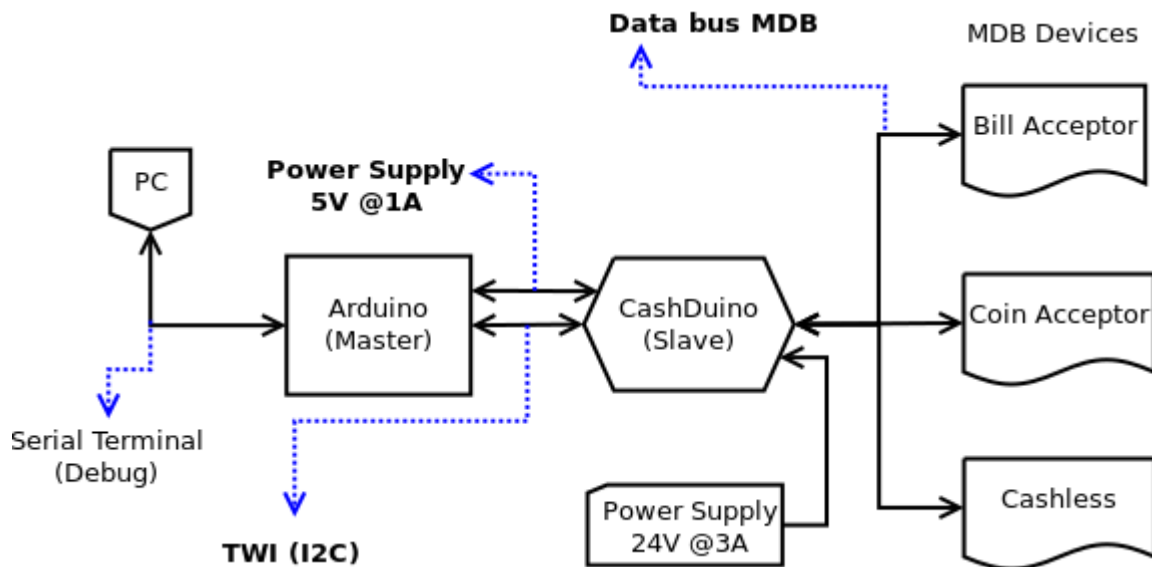 Data bus MDB
MDB Devices
Bill Acceptor
PC
Power Supply
5V @1A
Arduino
(Master)
CashDuino
(Slave)
Coin Acceptor
Serial Terminal
(Debug)
Power Supply
24V @3A
Cashless
TWI (I2C)